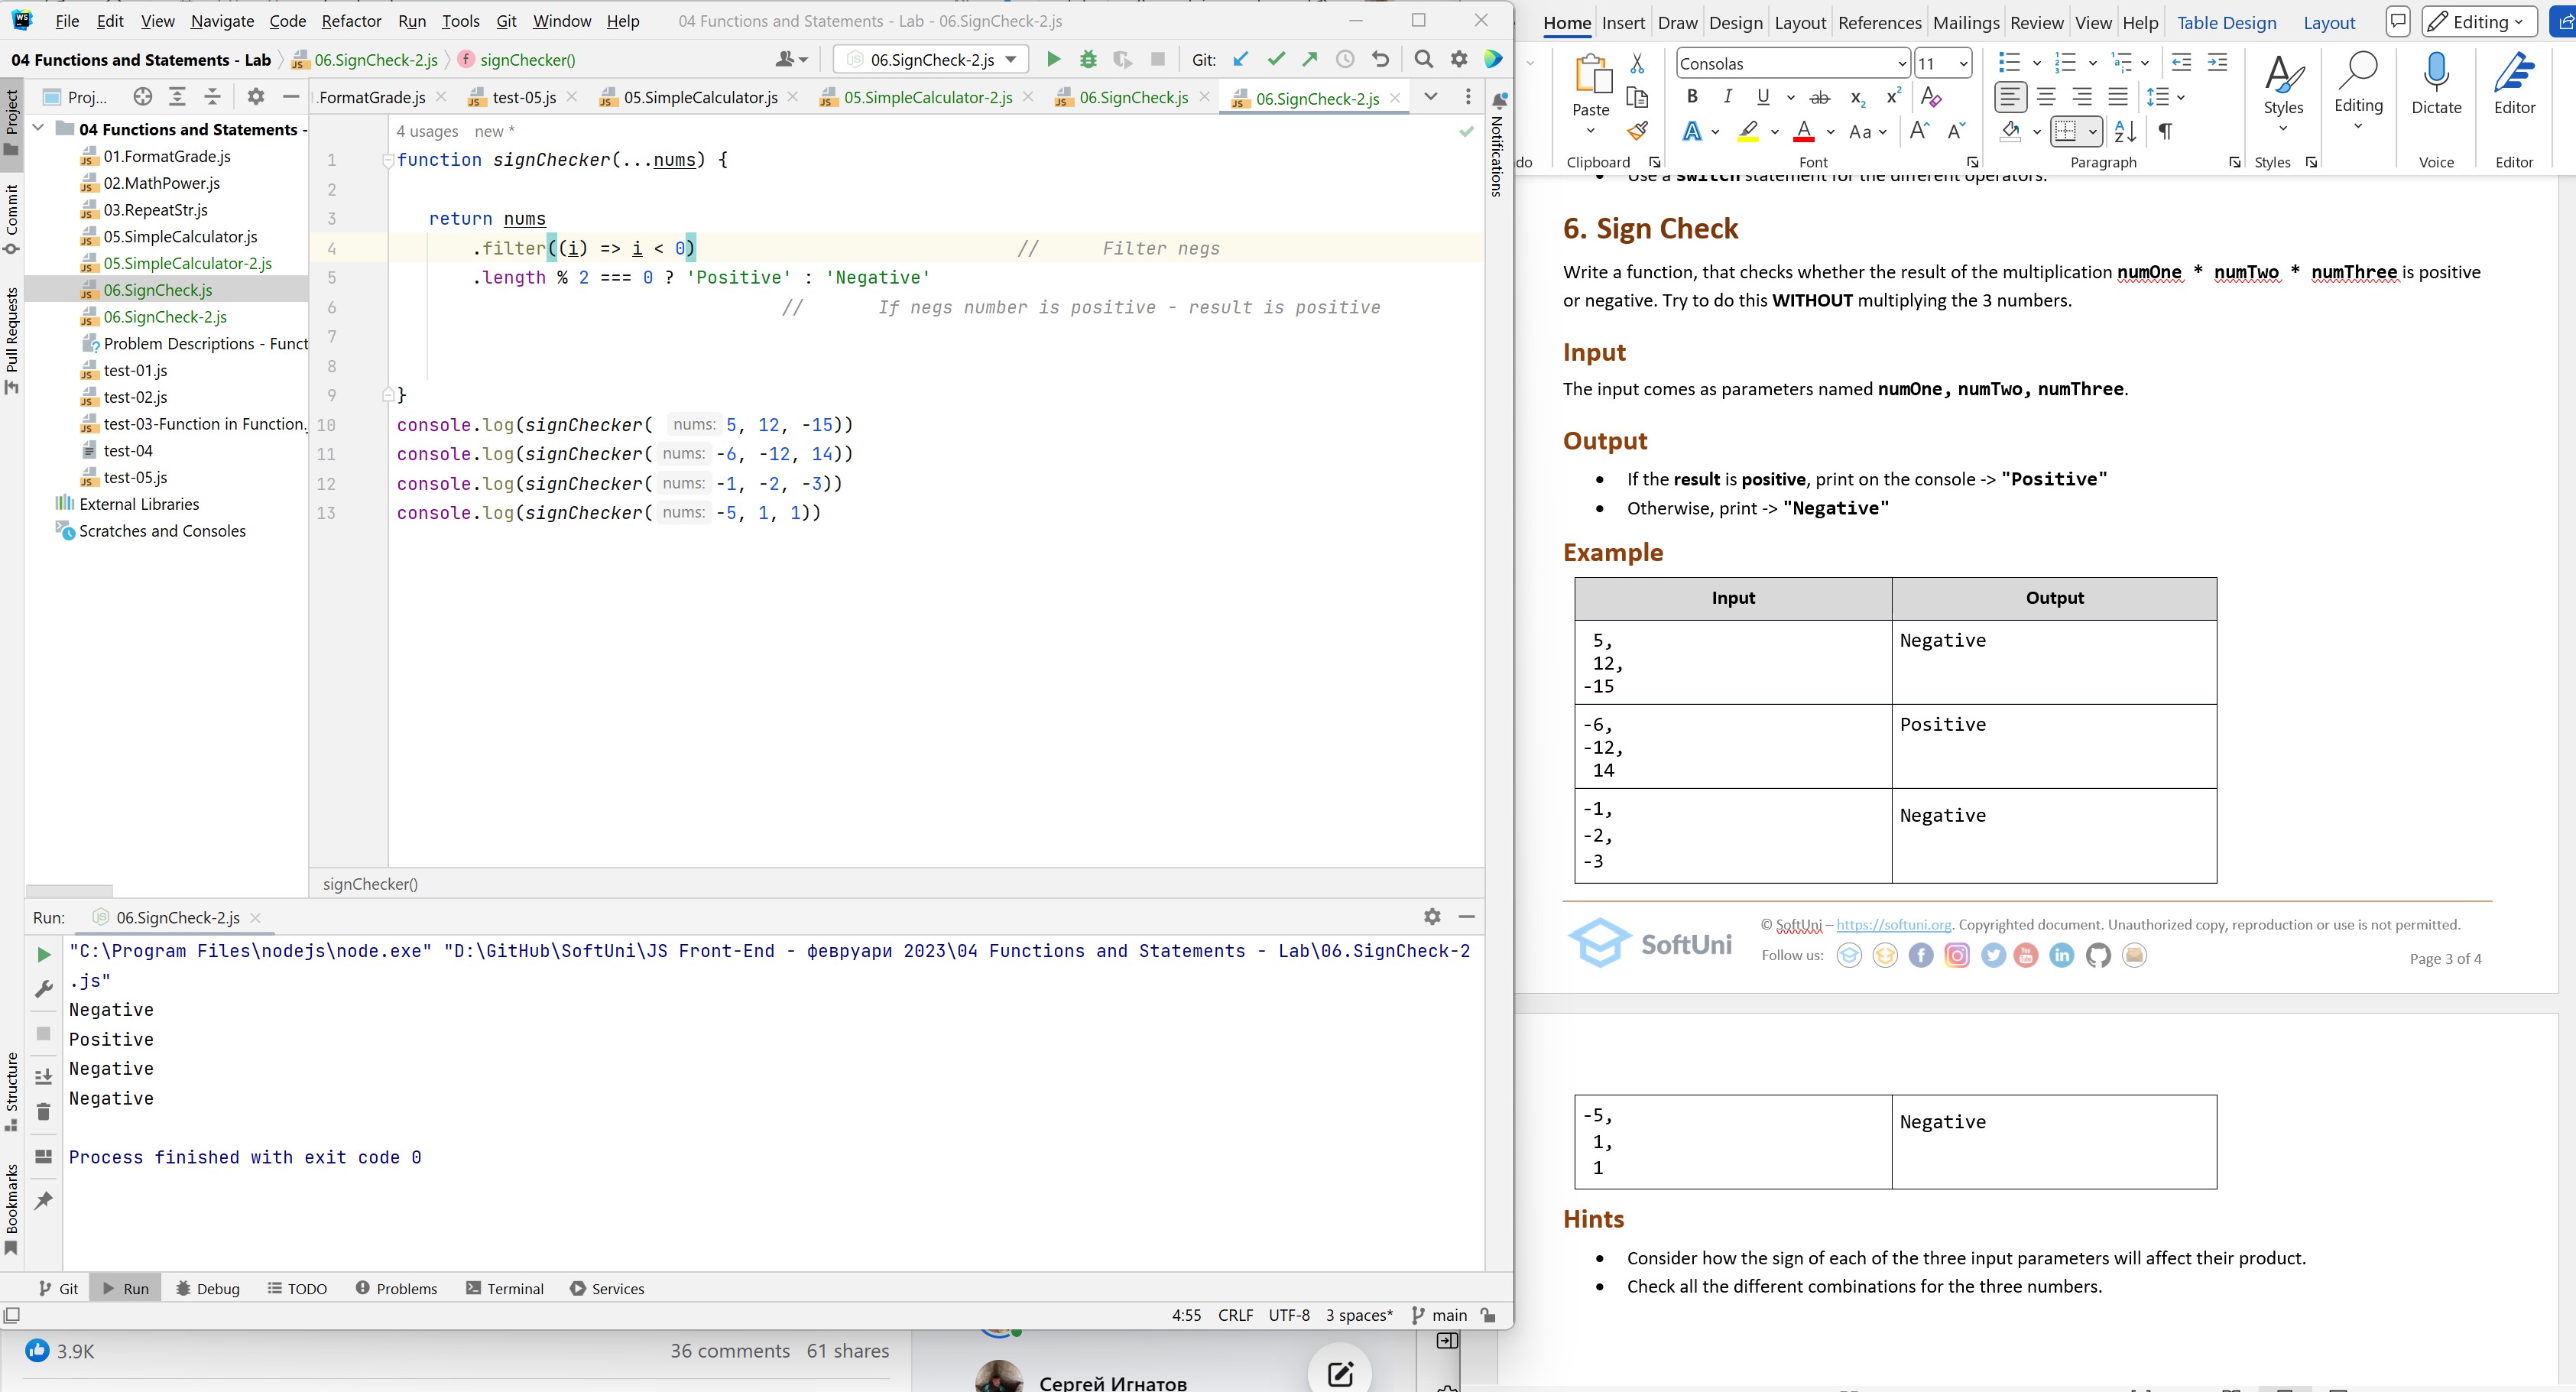 File Edit View Navigate Code Refactor Run Tools Git Window Help 04 Functions and Statements - Lab - 06.SignCheck-2.js
04 Functions and Statements - Lab 06.SignCheck-2.js signChecker() 06.SignCheck-2.js Git:
Proj... .FormatGrade.js test-05.js 05.SimpleCalculator.js 05.SimpleCalculator-2.js 06.SignCheck.js 06.SignCheck-2.js
Project
Commit
Pull Requests
Structure
Bookmarks
Notifications
04 Functions and Statements -
01.FormatGrade.js
02.MathPower.js
03.RepeatStr.js
05.SimpleCalculator.js
05.SimpleCalculator-2.js
06.SignCheck.js
06.SignCheck-2.js
Problem Descriptions - Funct
test-01.js
test-02.js
test-03-Function in Function.
test-04
test-05.js
External Libraries
Scratches and Consoles
4 usages new *
1 function signChecker(...nums) {
2
3 return nums
4 .filter((i) => i < 0) // Filter negs
5 .length % 2 === 0 ? 'Positive' : 'Negative'
6 // If negs number is positive - result is positive
7
8
9 }
10 console.log(signChecker( nums: 5, 12, -15))
11 console.log(signChecker( nums: -6, -12, 14))
12 console.log(signChecker( nums: -1, -2, -3))
13 console.log(signChecker( nums: -5, 1, 1))
signChecker()
Run: 06.SignCheck-2.js
"C:\Program Files\nodejs\node.exe" "D:\GitHub\SoftUni\JS Front-End - февруари 2023\04 Functions and Statements - Lab\06.SignCheck-2
.js"
Negative
Positive
Negative
Negative
Process finished with exit code 0
Git Run Debug TODO Problems Terminal Services
4:55 CRLF UTF-8 3 spaces* main
3.9K 36 comments 61 shares
Сергей Игнатов
Home Insert Draw Design Layout References Mailings Review View Help Table Design Layout Editing
Consolas 11
Paste Styles Editing Dictate Editor
do Clipboard Font Paragraph Styles Voice Editor
Use a switch statement for the different operators.
6. Sign Check
Write a function, that checks whether the result of the multiplication numOne * numTwo * numThree is positive
or negative. Try to do this WITHOUT multiplying the 3 numbers.
Input
The input comes as parameters named numOne, numTwo, numThree.
Output
• If the result is positive, print on the console -> "Positive"
• Otherwise, print -> "Negative"
Example
Input Output
5, Negative
12,
-15
-6, Positive
-12,
14
-1, Negative
-2,
-3
© SoftUni – https://softuni.org. Copyrighted document. Unauthorized copy, reproduction or use is not permitted.
SoftUni
Follow us: Page 3 of 4
-5, Negative
1,
1
Hints
• Consider how the sign of each of the three input parameters will affect their product.
• Check all the different combinations for the three numbers.